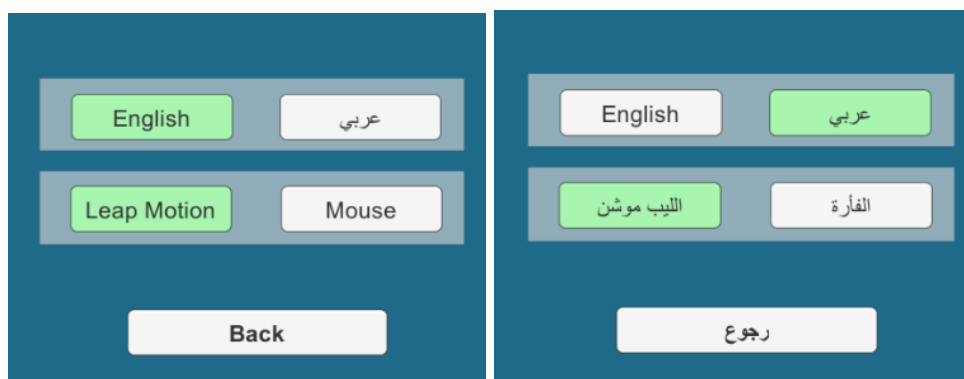 English عربي
Leap Motion Mouse
Back
English عربي
الليب موشن الفأرة
رجوع